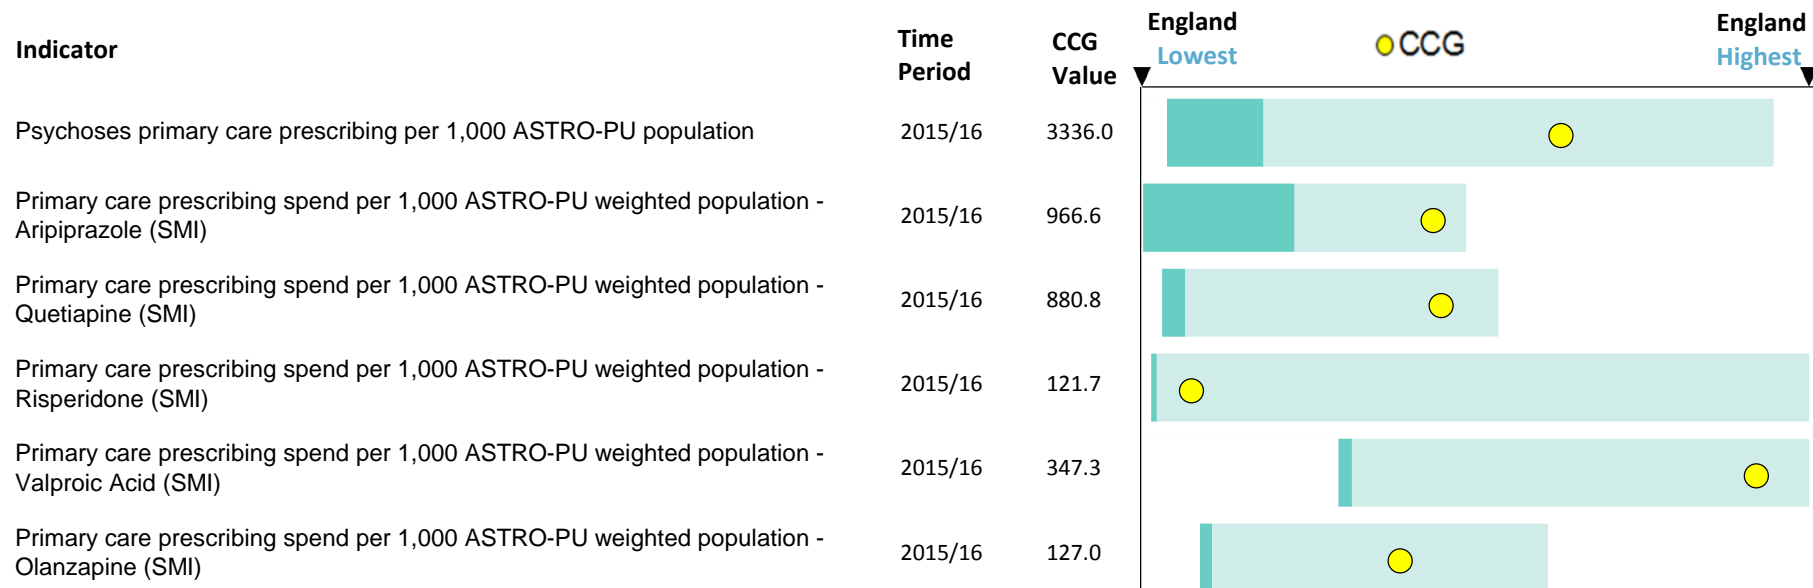 Indicator
Time
Period
CCG
Value
England
Lowest
CCG
England
Highest
Psychoses primary care prescribing per 1,000 ASTRO-PU population
2015/16
3336.0
Primary care prescribing spend per 1,000 ASTRO-PU weighted population -
Aripiprazole (SMI)
2015/16
966.6
Primary care prescribing spend per 1,000 ASTRO-PU weighted population -
Quetiapine (SMI)
2015/16
880.8
Primary care prescribing spend per 1,000 ASTRO-PU weighted population -
Risperidone (SMI)
2015/16
121.7
Primary care prescribing spend per 1,000 ASTRO-PU weighted population -
Valproic Acid (SMI)
2015/16
347.3
Primary care prescribing spend per 1,000 ASTRO-PU weighted population -
Olanzapine (SMI)
2015/16
127.0